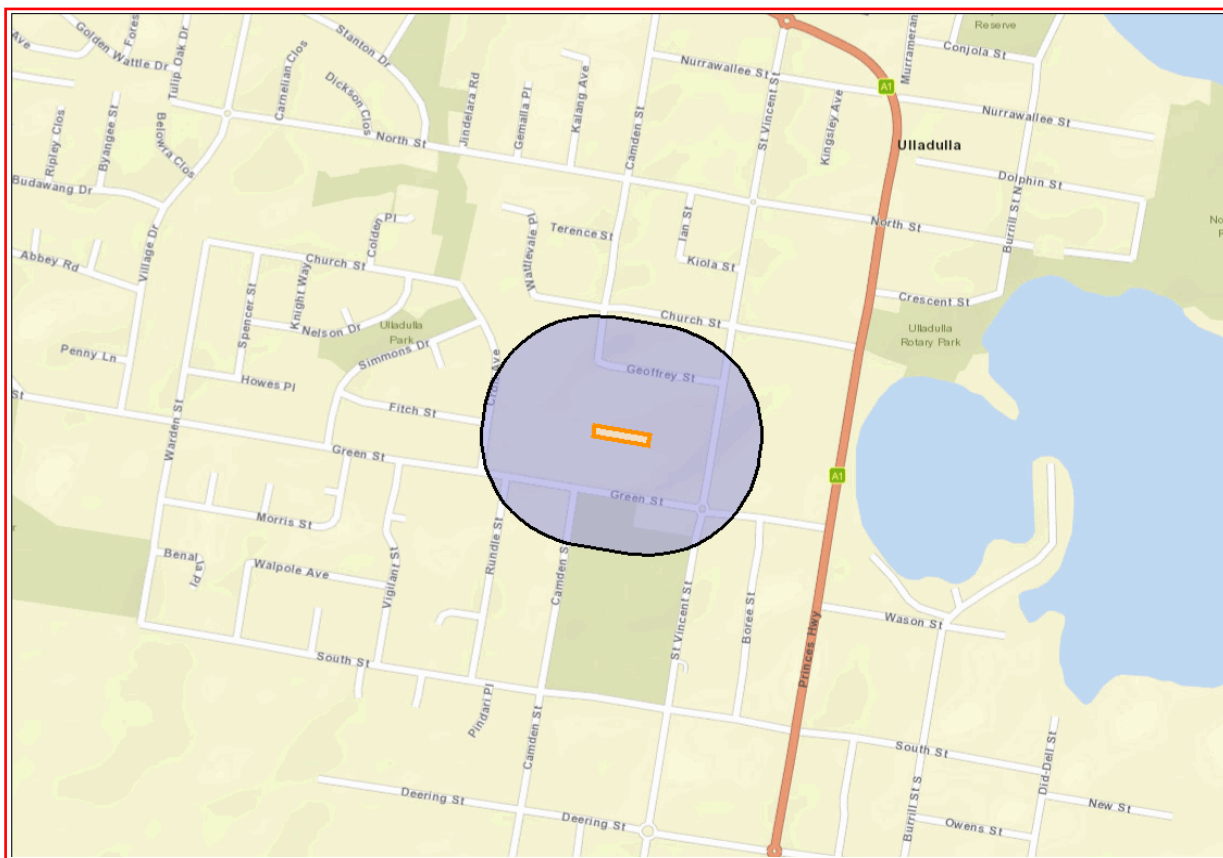 Reserve
Golden Wattle Dr
Tulip Oak Dr
Stanton Dr
Conjola St
Ave
Carnelian Clos
Dickson Clos
Jindelara Rd
Gemalla Pl
Kalang Ave
Camden St
Nurrawallee St
St Vincent St
Kingsley Ave
A1
Nurrawallee St
Ripley Clos
Byangee St
Belowra Clos
North St
Ulladulla
Dolphin St
Budawang Dr
Village Dr
Colden Pl
Wattlevale Pl
Terence St
Ian St
North St
Burrill St N
Abbey Rd
Church St
Kiola St
Spencer St
Knight Way
Nelson Dr
Ulladulla
Park
Church St
Crescent St
Ulladulla
Rotary Park
Penny Ln
Simmons Dr
Geoffrey St
Howes Pl
Fitch St
Warden St
St
Green St
Green St
A1
Morris St
Rundle St
Camden S
Vigilant St
Walpole Ave
St Vincent St
Boree St
Wason St
Princes Hwy
South St
Pindari Pl
Camden St
South St
Did-Dell St
Deering St
Deering St
Burrill St S
New St
Owens St